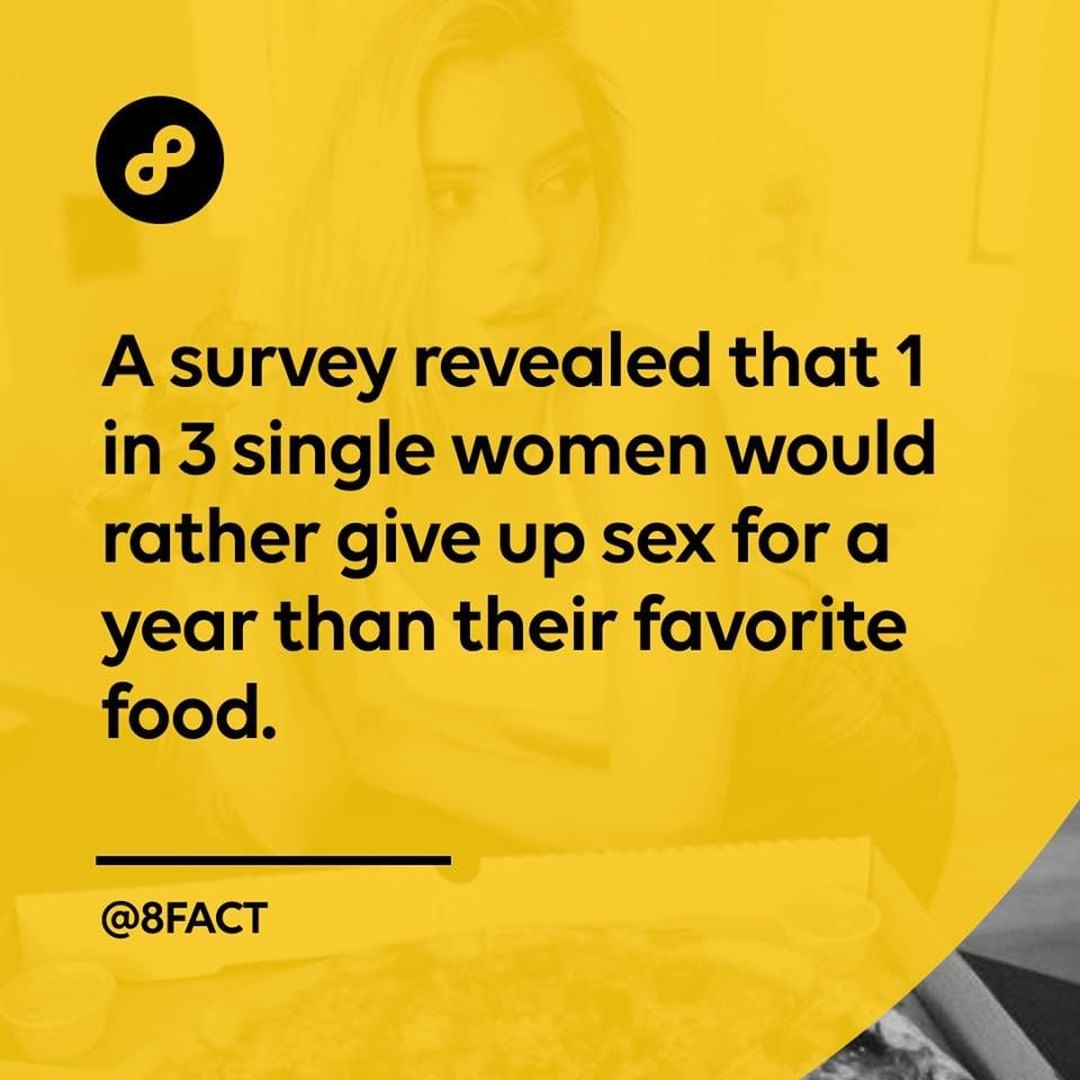 A survey revealed that 1
in 3 single women would
rather give up sex for a
year than their favorite
food.
@8FACT